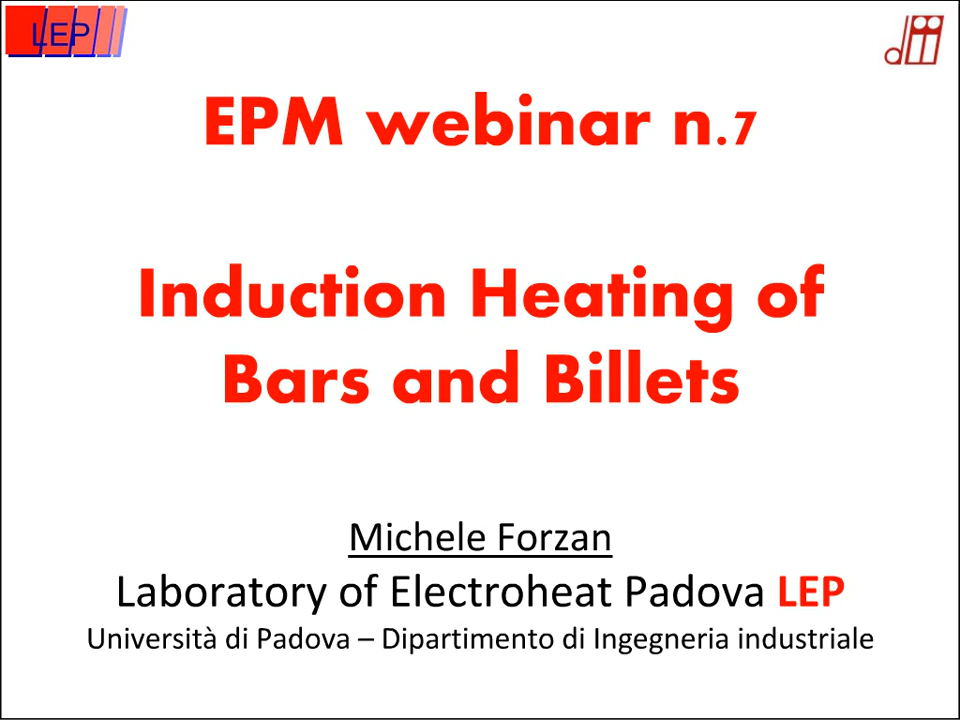 LEP
dii
EPM webinar n.7
Induction Heating of
Bars and Billets
Michele Forzan
Laboratory of Electroheat Padova LEP
Università di Padova – Dipartimento di Ingegneria industriale